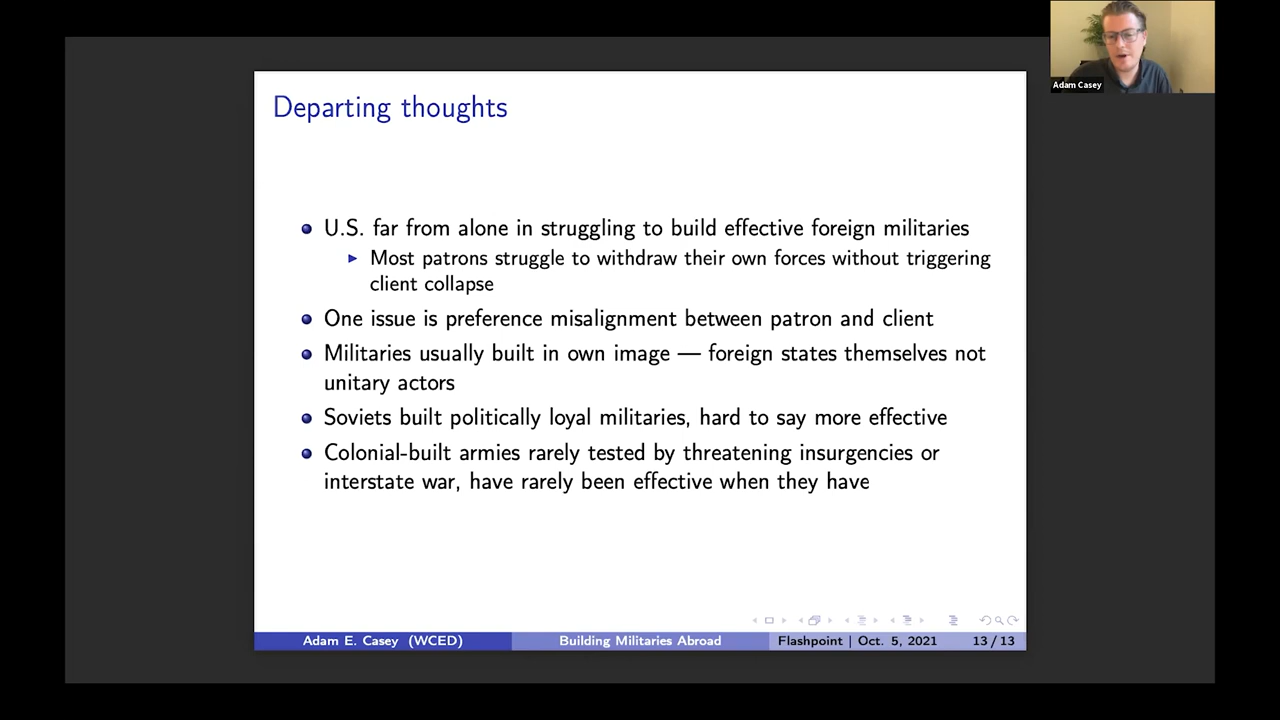 Adam Casey
Departing thoughts
U.S. far from alone in struggling to build effective foreign militaries
Most patrons struggle to withdraw their own forces without triggering
client collapse
One issue is preference misalignment between patron and client
Militaries usually built in own image — foreign states themselves not
unitary actors
Soviets built politically loyal militaries, hard to say more effective
Colonial-built armies rarely tested by threatening insurgencies or
interstate war, have rarely been effective when they have
Adam E. Casey (WCED) Building Militaries Abroad Flashpoint | Oct. 5, 2021 13 / 13